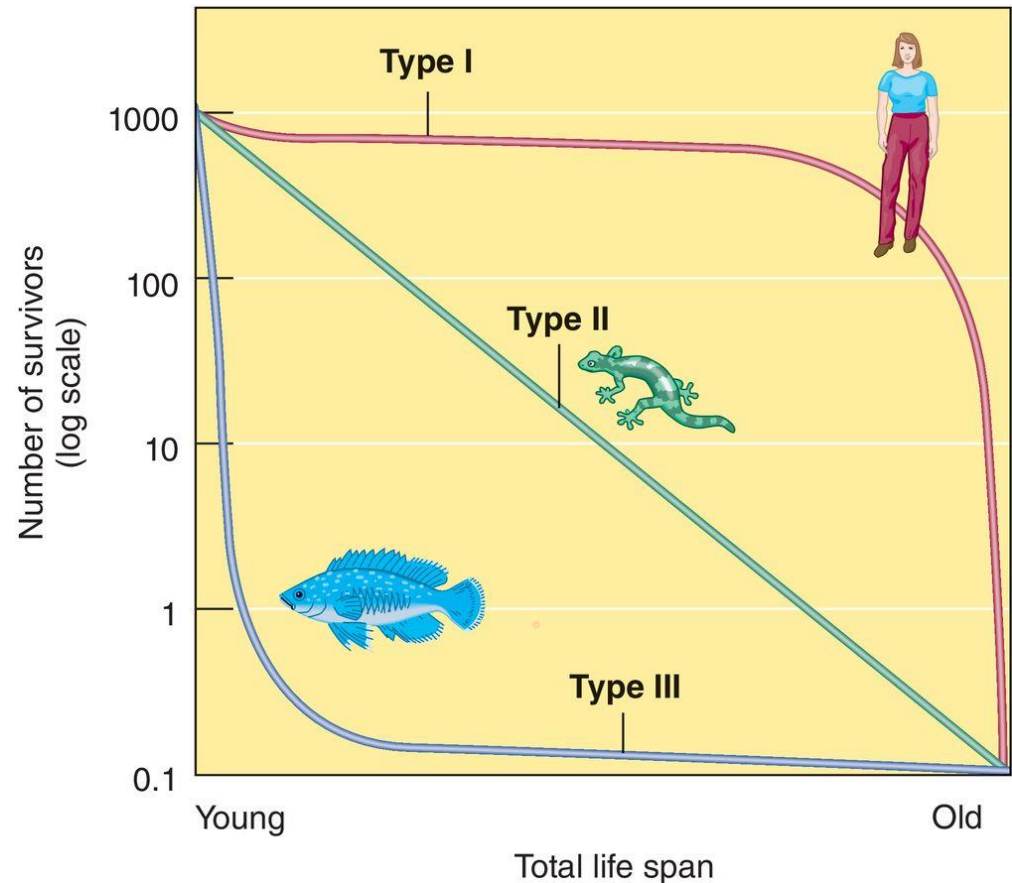 Type I
1000
100
Type II
10
1
Type III
0.1
Number of survivors
(log scale)
Young
Old
Total life span